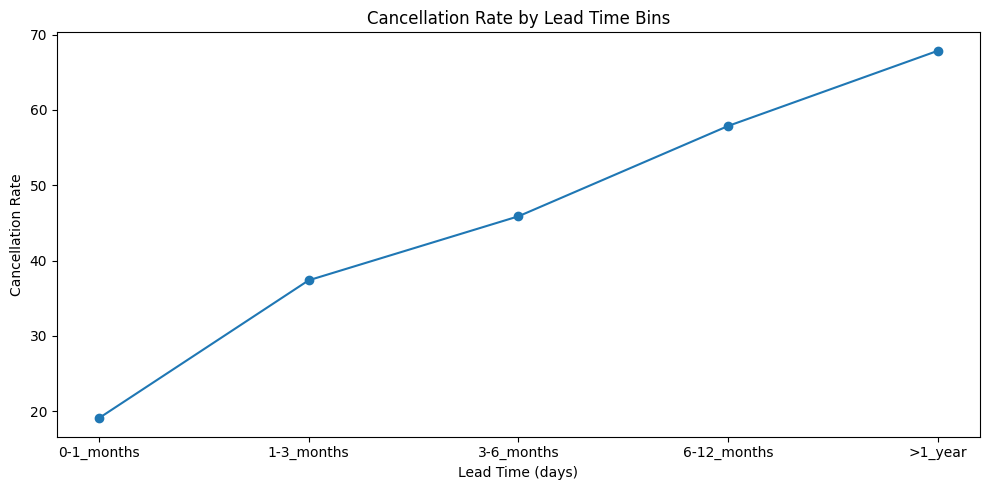 Cancellation Rate by Lead Time Bins
Cancellation Rate
70
60
50
40
30
20
0-1_months 1-3_months 3-6_months 6-12_months >1_year
Lead Time (days)